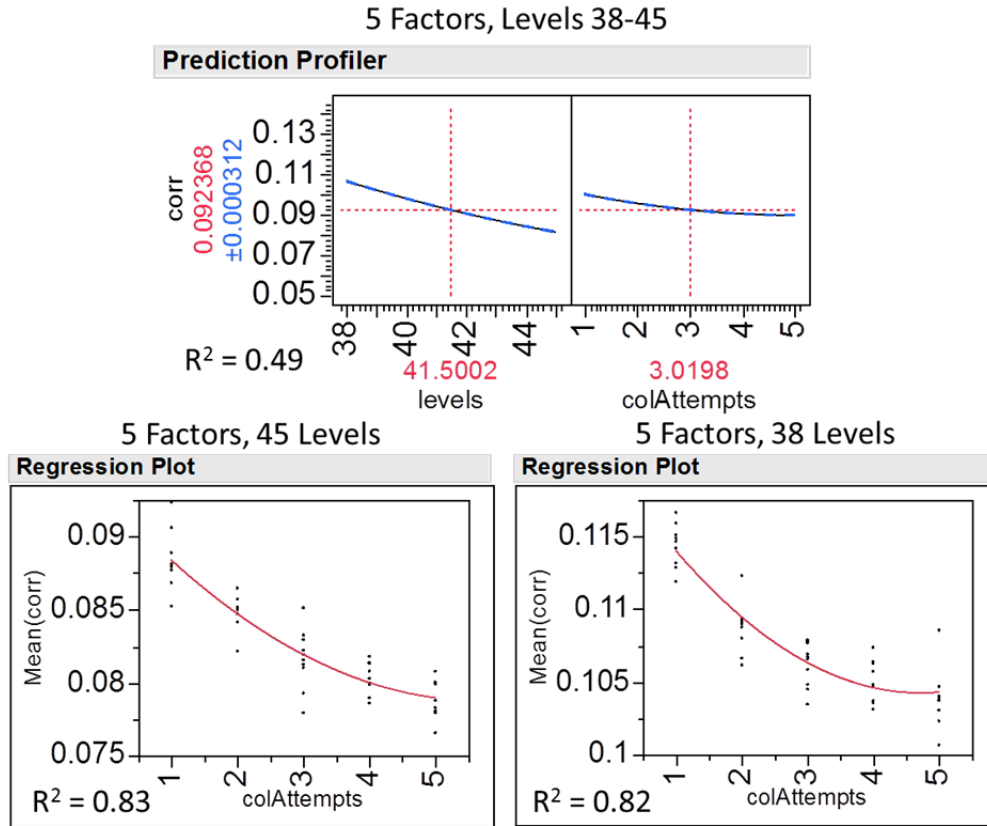 5 Factors, Levels 38-45
Prediction Profiler
corr
0.092368
±0.000312
0.13
0.11
0.09
0.07
0.05
38
40
42
44
1
2
3
4
5
R² = 0.49
41.5002
levels
3.0198
colAttempts
5 Factors, 45 Levels
Regression Plot
Mean(corr)
0.09
0.085
0.08
0.075
1
2
3
4
5
R² = 0.83
colAttempts
5 Factors, 38 Levels
Regression Plot
Mean(corr)
0.115
0.11
0.105
0.1
1
2
3
4
5
R² = 0.82
colAttempts